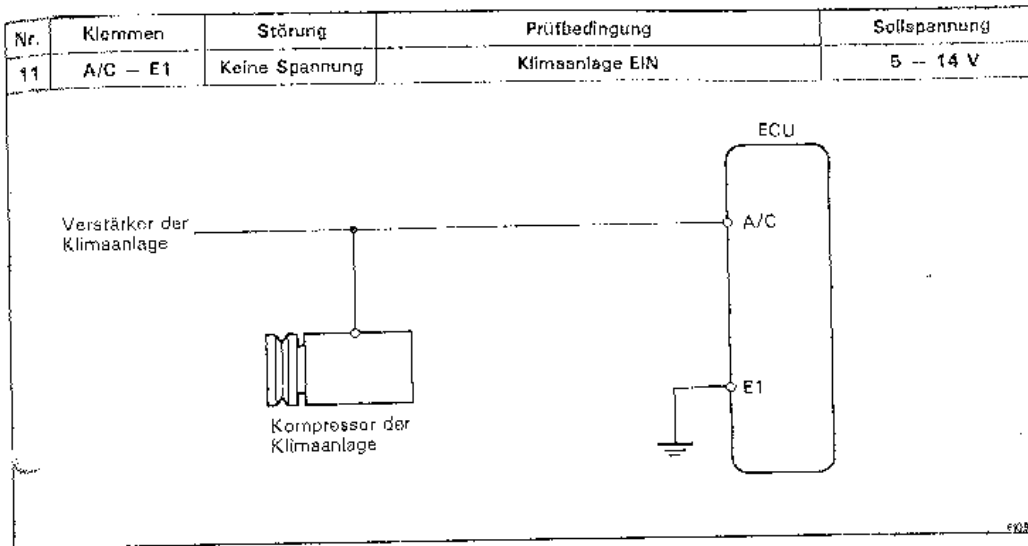 Nr. Klemmen Störung Prüfbedingung Sollspannung
11 A/C – E1 Keine Spannung Klimaanlage EIN 5 -- 14 V
ECU
Verstärker der
Klimaanlage
A/C
E1
Kompressor der
Klimaanlage